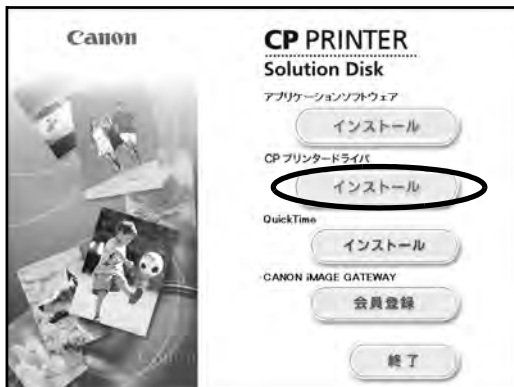 Canon
CP PRINTER
Solution Disk
アプリケーションソフトウェア
インストール
CP プリンタードライバ
インストール
QuickTime
インストール
CANON iMAGE GATEWAY
会員登録
終了
Canon